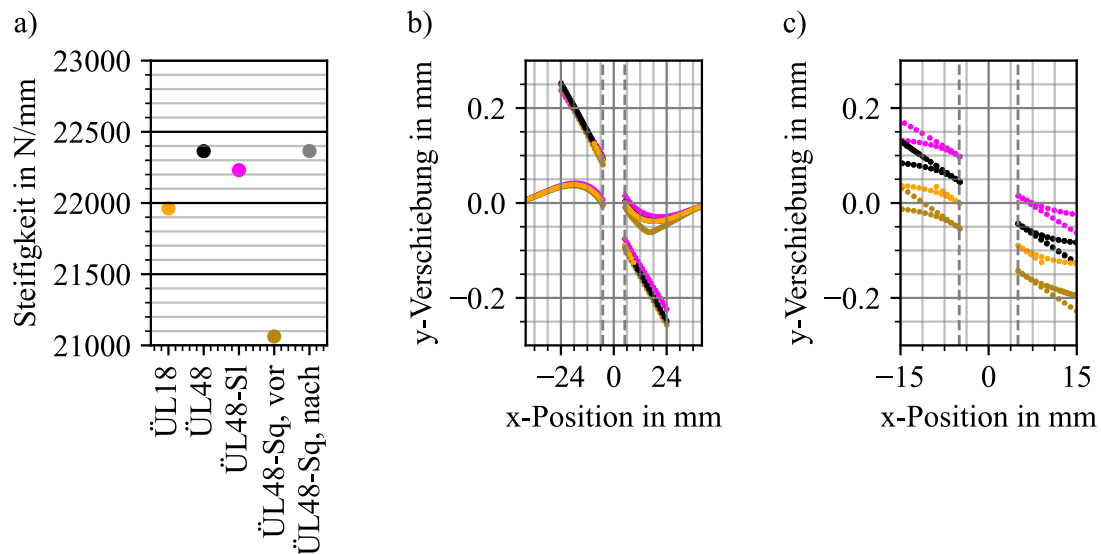 a)
Steifigkeit in N/mm
23000
22500
22000
21500
21000
ÜL18
ÜL48
ÜL48-Sl
ÜL48-Sq, vor
ÜL48-Sq, nach
b)
y-Verschiebung in mm
0.2
0.0
−0.2
−24
0
24
x-Position in mm
c)
y-Verschiebung in mm
0.2
0.0
−0.2
−15
0
15
x-Position in mm